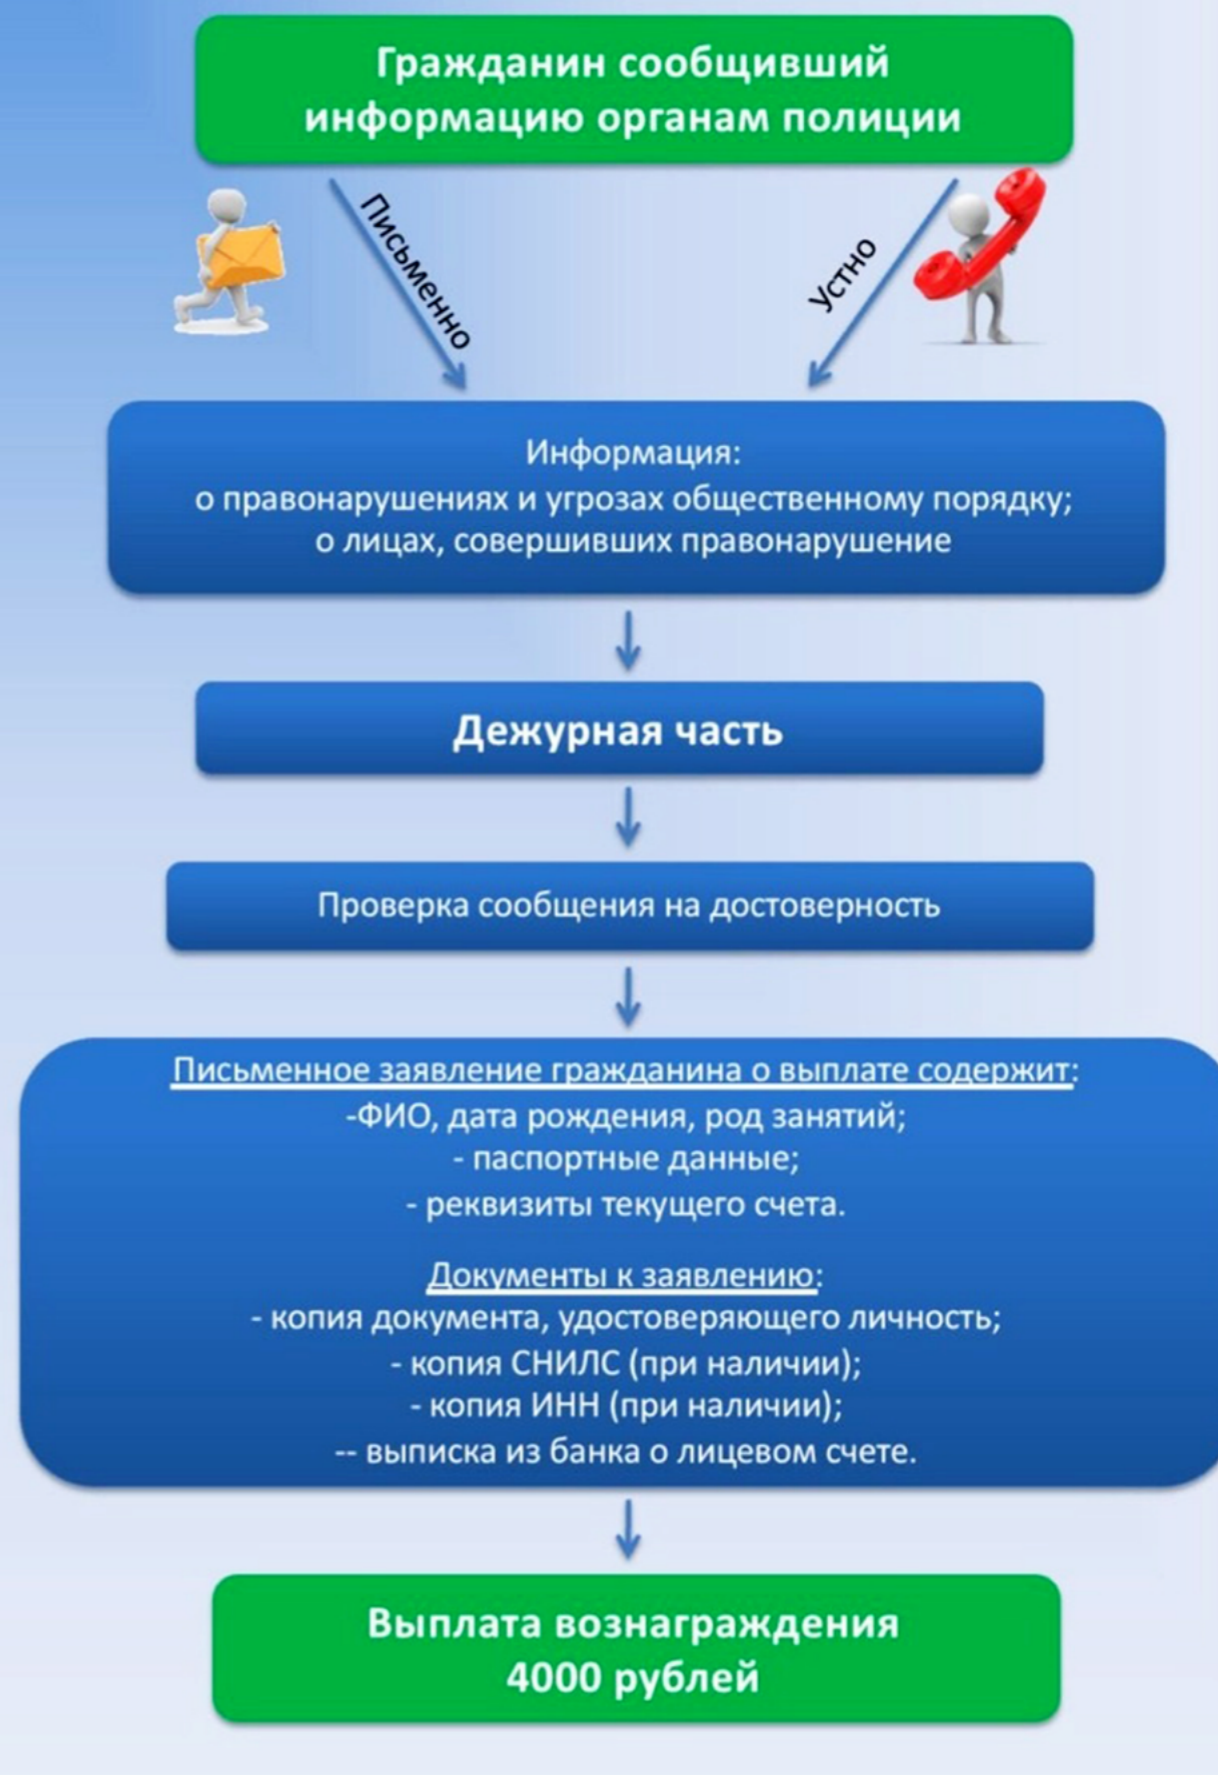 Гражданин сообщивший
информацию органам полиции
Письменно
Устно
Информация:
о правонарушениях и угрозах общественному порядку;
о лицах, совершивших правонарушение
Дежурная часть
Проверка сообщения на достоверность
Письменное заявление гражданина о выплате содержит:
-ФИО, дата рождения, род занятий;
- паспортные данные;
- реквизиты текущего счета.
Документы к заявлению:
- копия документа, удостоверяющего личность;
- копия СНИЛС (при наличии);
- копия ИНН (при наличии);
-- выписка из банка о лицевом счете.
Выплата вознаграждения
4000 рублей